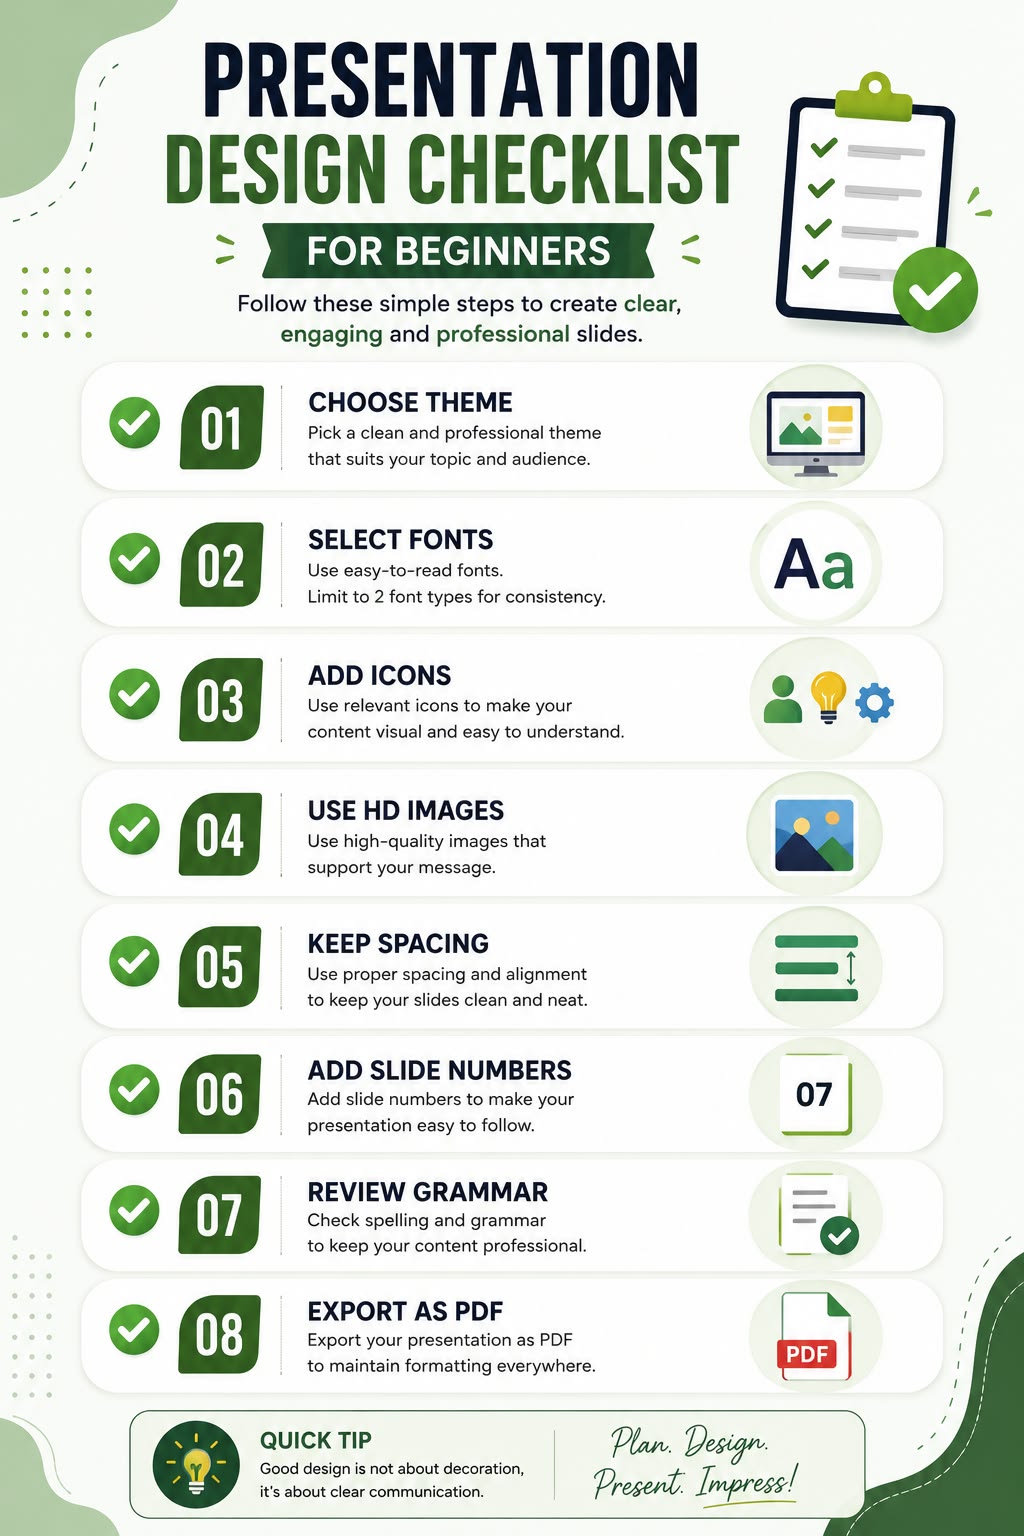 PRESENTATION
DESIGN CHECKLIST
FOR BEGINNERS
Follow these simple steps to create clear,
engaging and professional slides.
01
CHOOSE THEME
Pick a clean and professional theme
that suits your topic and audience.
02
SELECT FONTS
Use easy-to-read fonts.
Limit to 2 font types for consistency.
Aa
03
ADD ICONS
Use relevant icons to make your
content visual and easy to understand.
04
USE HD IMAGES
Use high-quality images that
support your message.
05
KEEP SPACING
Use proper spacing and alignment
to keep your slides clean and neat.
06
ADD SLIDE NUMBERS
Add slide numbers to make your
presentation easy to follow.
07
07
REVIEW GRAMMAR
Check spelling and grammar
to keep your content professional.
08
EXPORT AS PDF
Export your presentation as PDF
to maintain formatting everywhere.
PDF
QUICK TIP
Good design is not about decoration,
it's about clear communication.
Plan. Design.
Present. Impress!